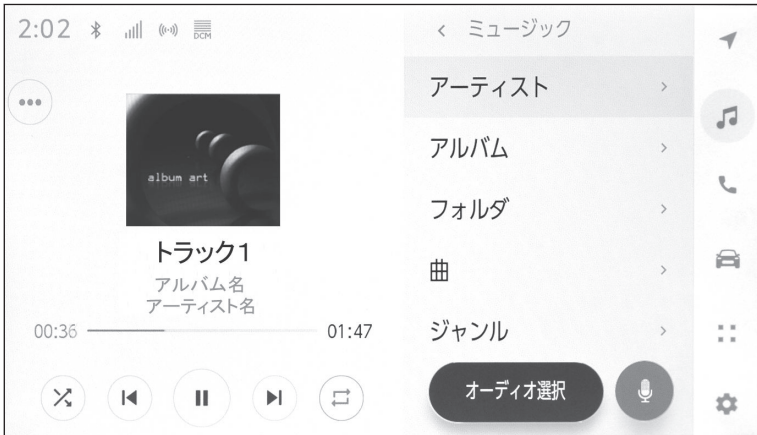 2:02
DCM
album art
トラック1
アルバム名
アーティスト名
00:36
01:47
ミュージック
アーティスト
アルバム
フォルダ
曲
ジャンル
オーディオ選択